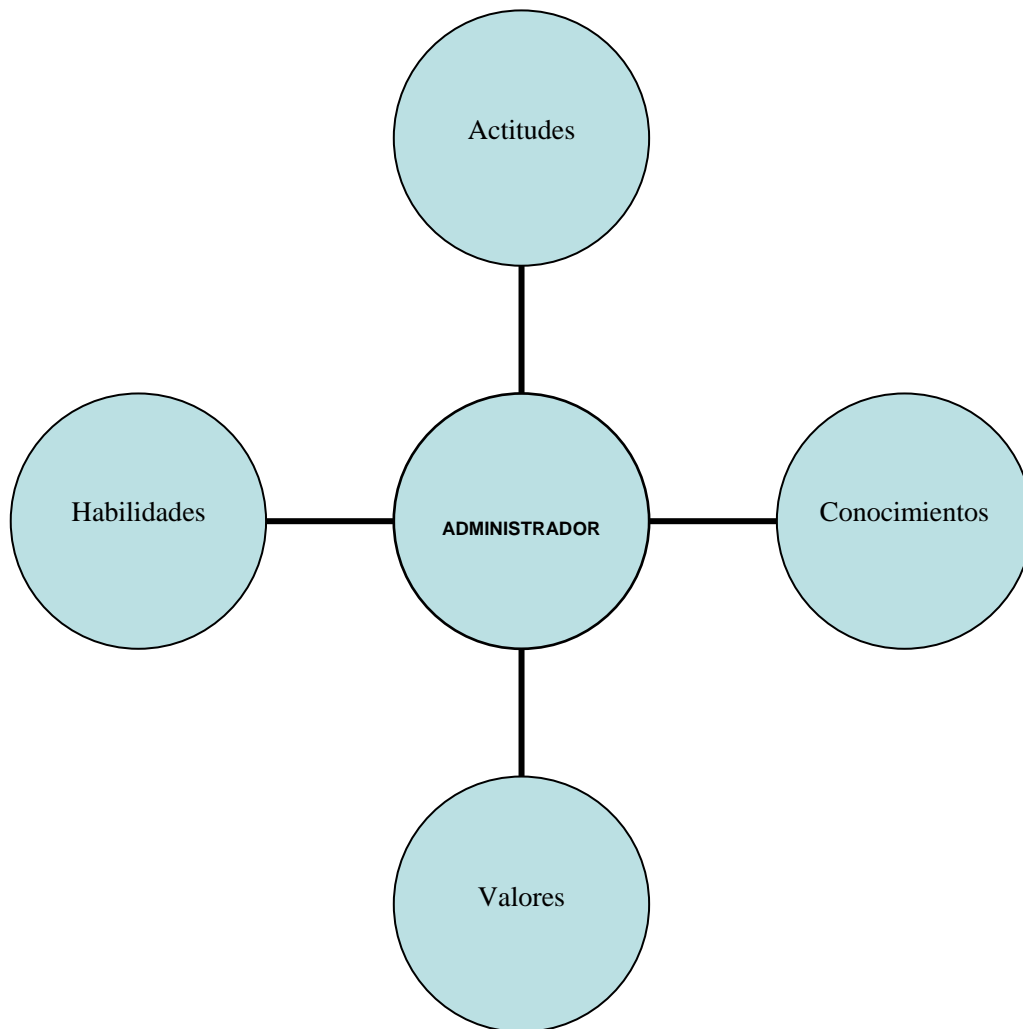 Actitudes
Habilidades
ADMINISTRADOR
Conocimientos
Valores